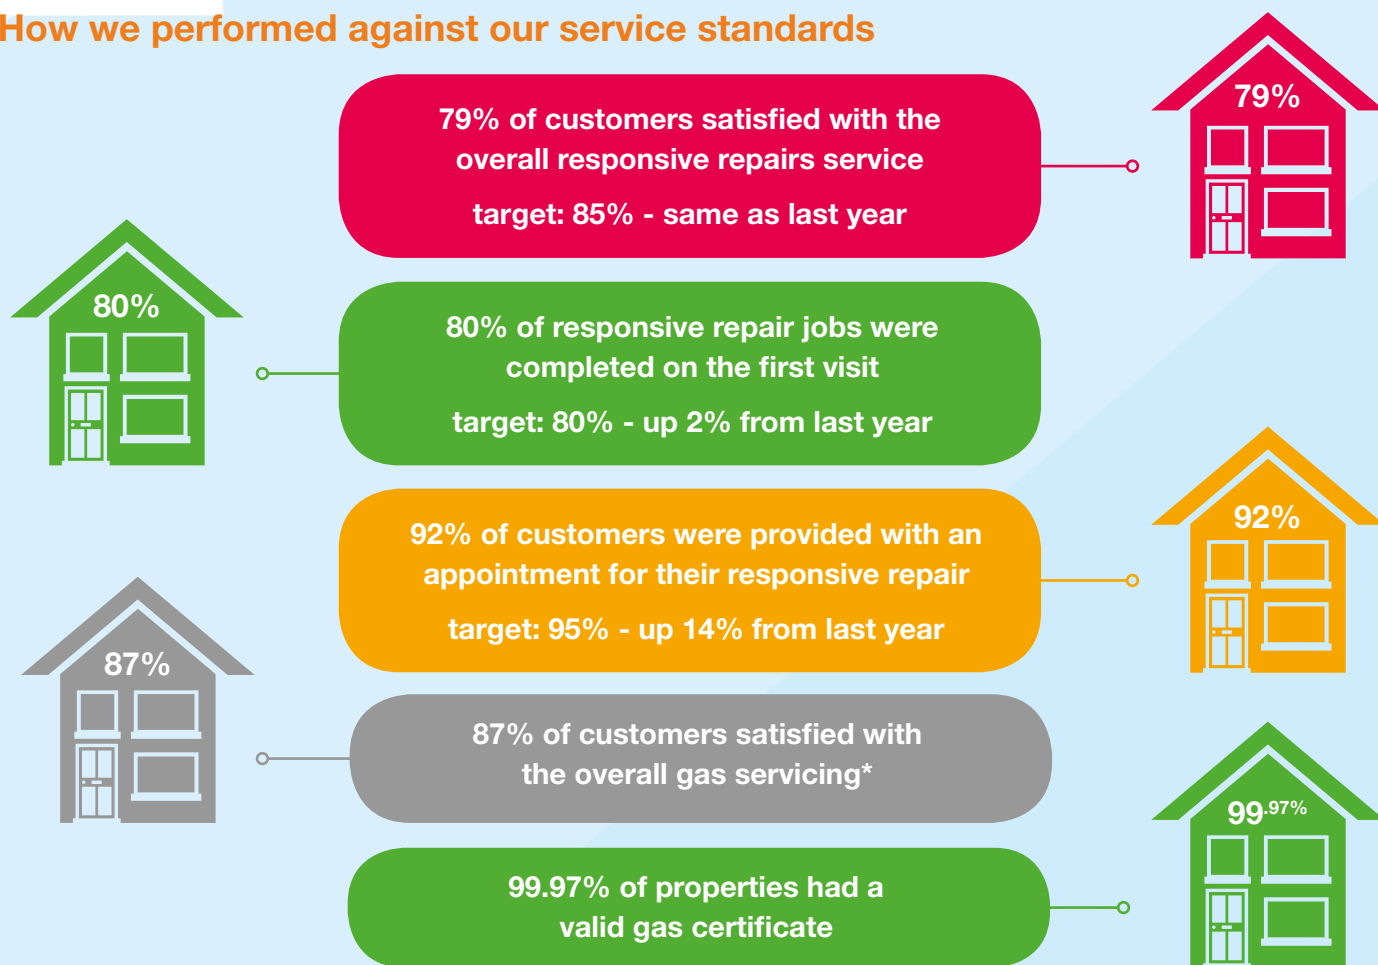 How we performed against our service standards
79% of customers satisfied with the
overall responsive repairs service
target: 85% - same as last year
79%
80%
80% of responsive repair jobs were
completed on the first visit
target: 80% - up 2% from last year
92% of customers were provided with an
appointment for their responsive repair
target: 95% - up 14% from last year
92%
87%
87% of customers satisfied with
the overall gas servicing*
99.97% of properties had a
valid gas certificate
99.97%